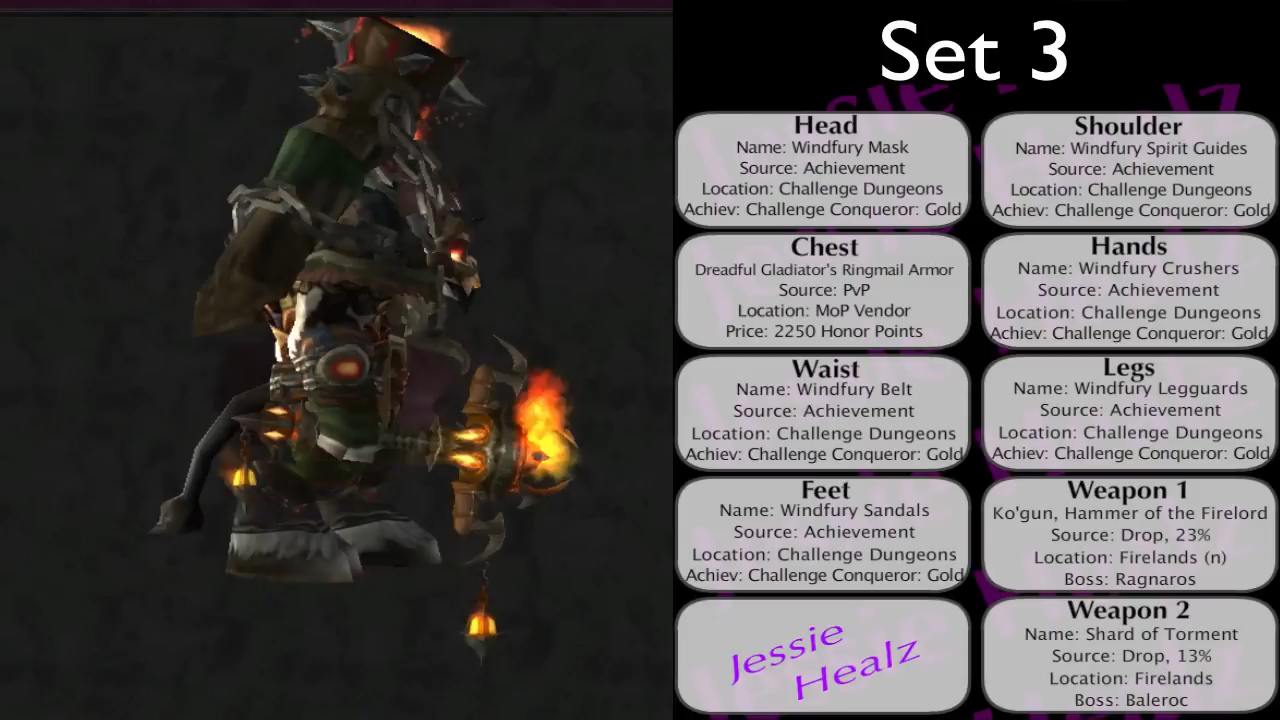 Set 3
Head
Name: Windfury Mask
Source: Achievement
Location: Challenge Dungeons
Achiev: Challenge Conqueror: Gold
Shoulder
Name: Windfury Spirit Guides
Source: Achievement
Location: Challenge Dungeons
Achiev: Challenge Conqueror: Gold
Chest
Dreadful Gladiator's Ringmail Armor
Source: PvP
Location: MoP Vendor
Price: 2250 Honor Points
Hands
Name: Windfury Crushers
Source: Achievement
Location: Challenge Dungeons
Achiev: Challenge Conqueror: Gold
Waist
Name: Windfury Belt
Source: Achievement
Location: Challenge Dungeons
Achiev: Challenge Conqueror: Gold
Legs
Name: Windfury Legguards
Source: Achievement
Location: Challenge Dungeons
Achiev: Challenge Conqueror: Gold
Feet
Name: Windfury Sandals
Source: Achievement
Location: Challenge Dungeons
Achiev: Challenge Conqueror: Gold
Weapon 1
Ko'gun, Hammer of the Firelord
Source: Drop, 23%
Location: Firelands (n)
Boss: Ragnaros
Jessie
Healz
Weapon 2
Name: Shard of Torment
Source: Drop, 13%
Location: Firelands
Boss: Baleroc